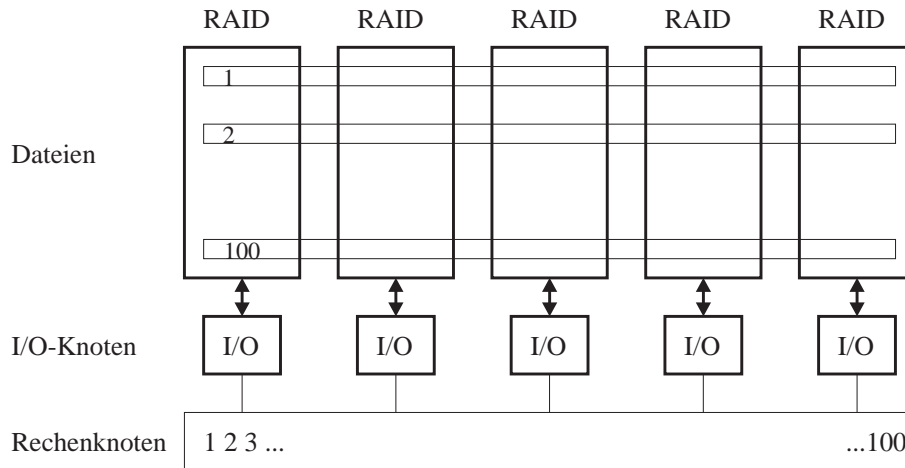 RAID RAID RAID RAID RAID
1
Dateien
2
100
I/O-Knoten I/O I/O I/O I/O I/O
Rechenknoten 1 2 3 ... ...100